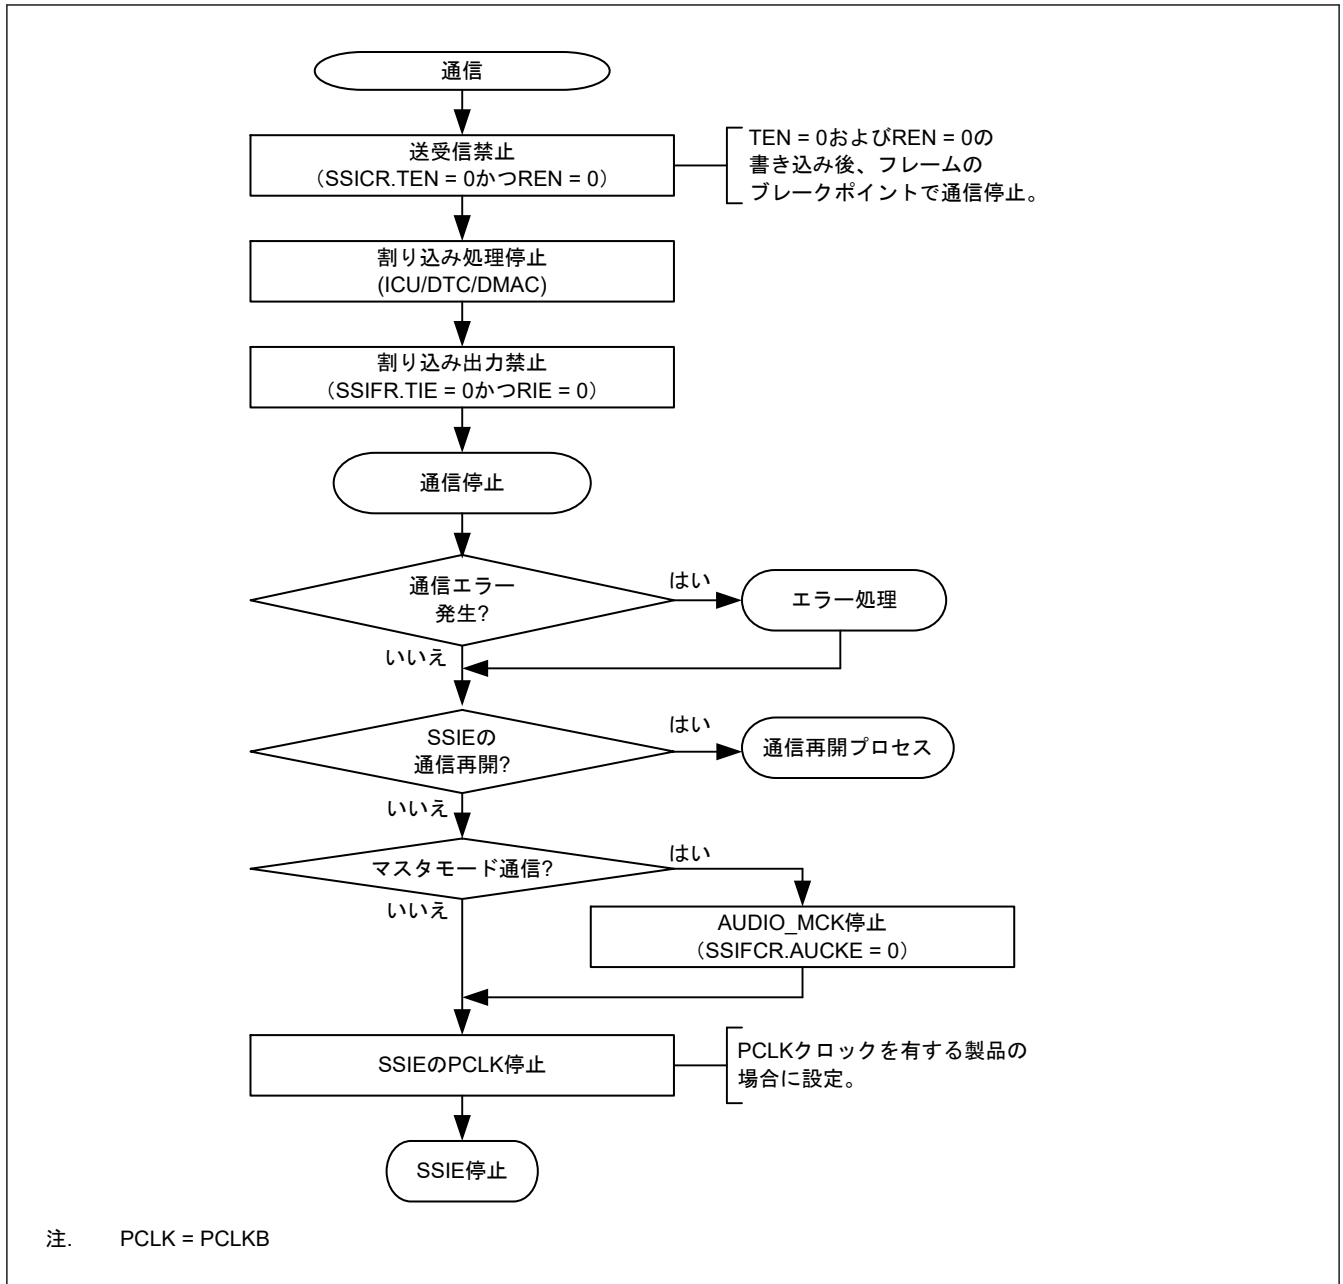 通信
送受信禁止
（SSICR.TEN = 0かつREN = 0）
TEN = 0およびREN = 0の
書き込み後、フレームの
ブレークポイントで通信停止。
割り込み処理停止
(ICU/DTC/DMAC)
割り込み出力禁止
（SSIFR.TIE = 0かつRIE = 0）
通信停止
通信エラー
発生?
はい
エラー処理
いいえ
SSIEの
通信再開?
はい
通信再開プロセス
いいえ
マスタモード通信?
はい
いいえ
AUDIO_MCK停止
（SSIFCR.AUCKE = 0）
SSIEのPCLK停止
PCLKクロックを有する製品の
場合に設定。
SSIE停止
注. PCLK = PCLKB